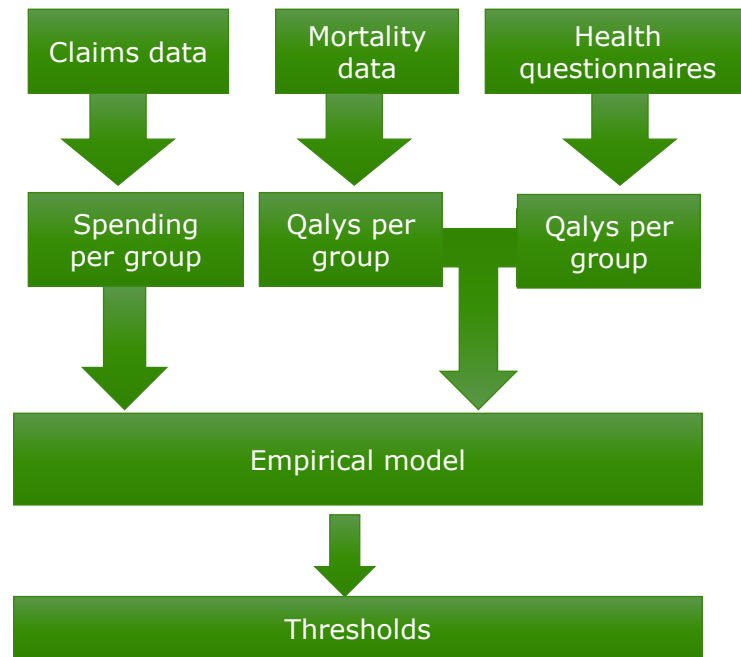 Claims data
Mortality
data
Health
questionnaires
Spending
per group
Qalys per
group
Qalys per
group
Empirical model
Thresholds